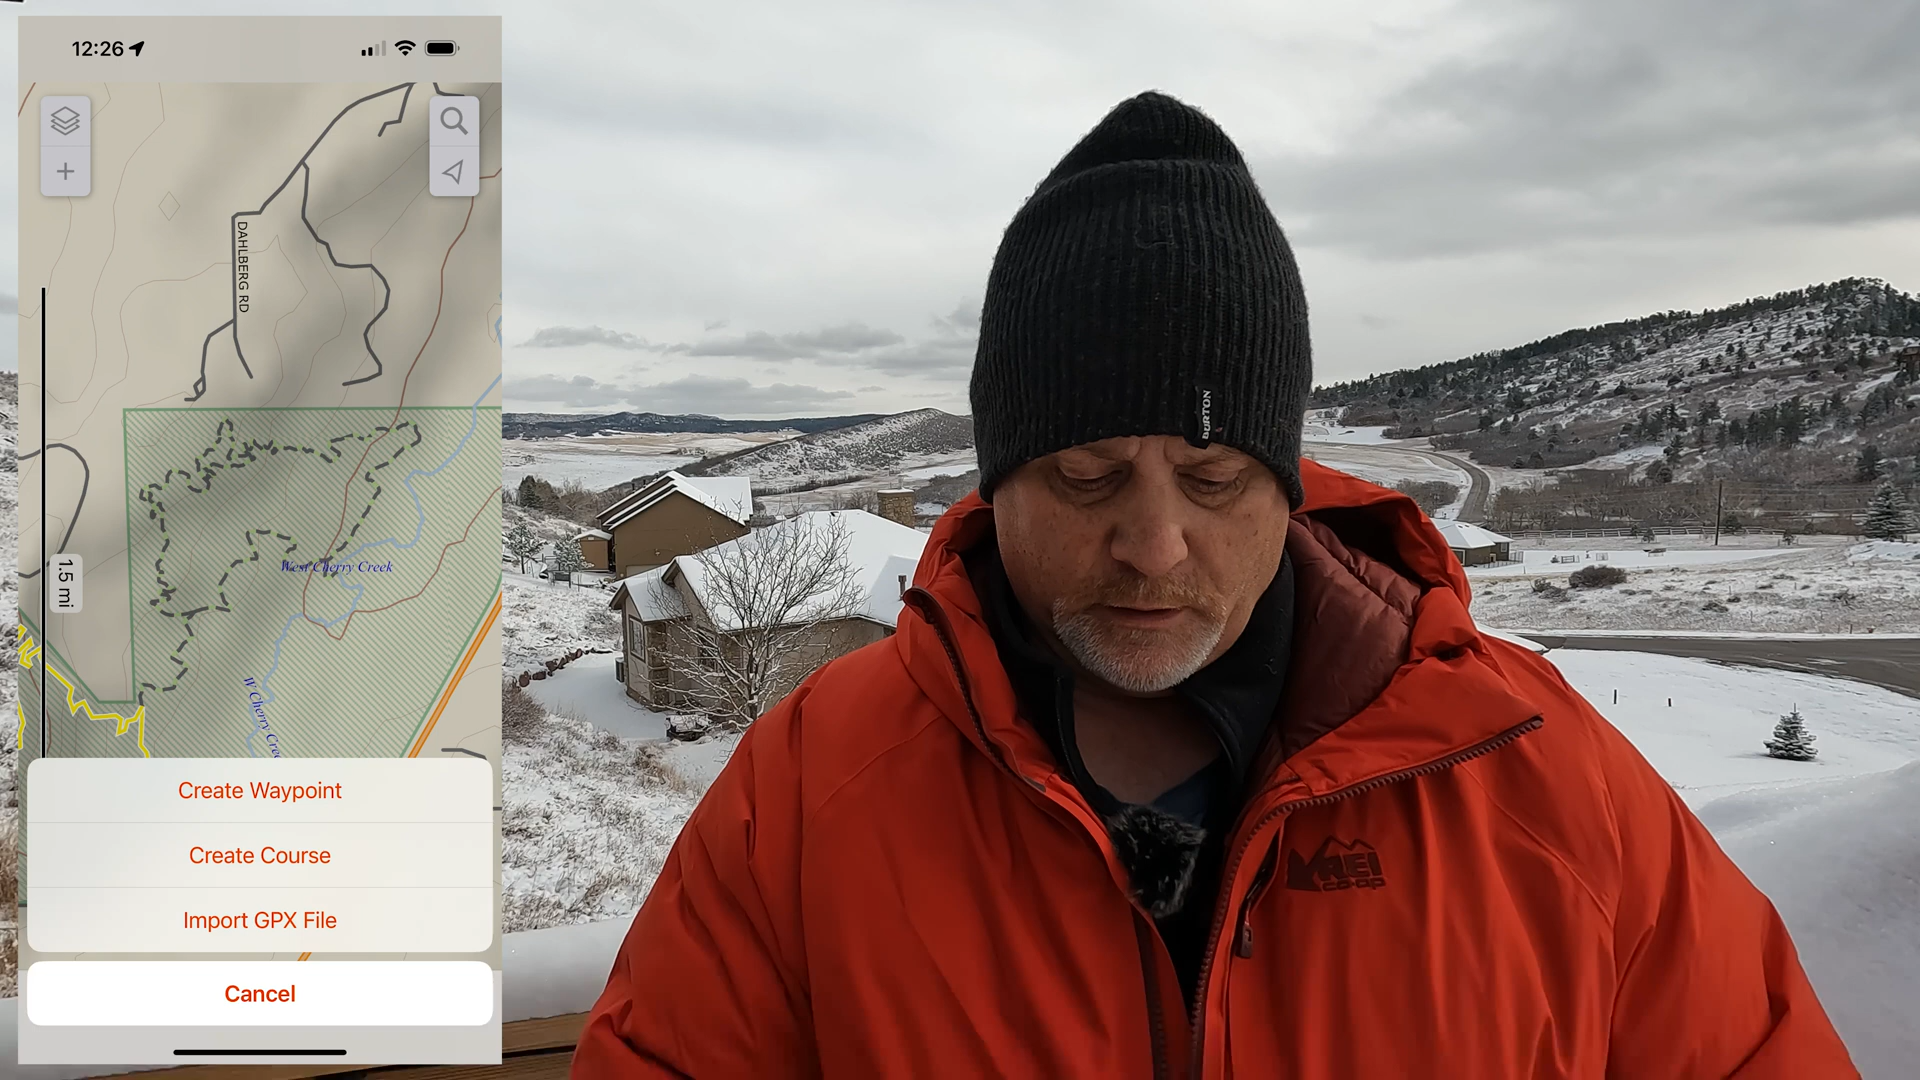 12:26
DAHLBERG RD
West Cherry Creek
1.5 mi
W Cherry Cree
Create Waypoint
Create Course
Import GPX File
Cancel
BURTON
REI
co-op